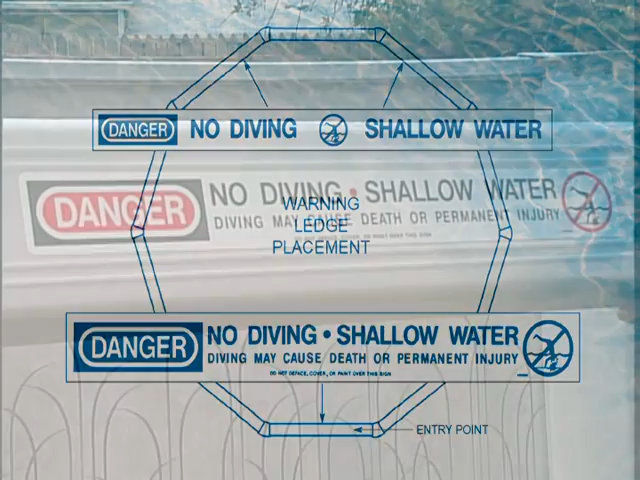 DANGER NO DIVING SHALLOW WATER
DANGER NO DIVING • SHALLOW WATER
DIVING MAY CAUSE DEATH OR PERMANENT INJURY
WARNING
LEDGE
PLACEMENT
DANGER NO DIVING • SHALLOW WATER
DIVING MAY CAUSE DEATH OR PERMANENT INJURY
DO NOT DEFACE, COVER, OR PAINT OVER THIS SIGN
ENTRY POINT